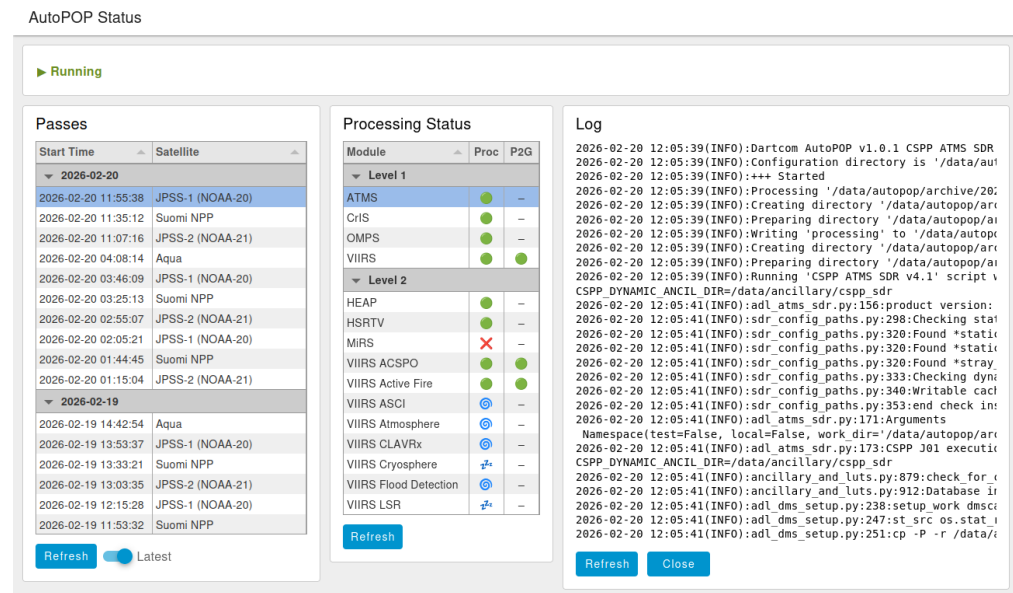 AutoPOP Status
Running
Passes
Start Time Satellite
2026-02-20
2026-02-20 11:55:38 JPSS-1 (NOAA-20)
2026-02-20 11:35:12 Suomi NPP
2026-02-20 11:07:16 JPSS-2 (NOAA-21)
2026-02-20 04:08:14 Aqua
2026-02-20 03:46:09 JPSS-1 (NOAA-20)
2026-02-20 03:25:13 Suomi NPP
2026-02-20 02:55:07 JPSS-2 (NOAA-21)
2026-02-20 02:05:21 JPSS-1 (NOAA-20)
2026-02-20 01:44:45 Suomi NPP
2026-02-20 01:15:04 JPSS-2 (NOAA-21)
2026-02-19
2026-02-19 14:42:54 Aqua
2026-02-19 13:53:37 JPSS-1 (NOAA-20)
2026-02-19 13:33:21 Suomi NPP
2026-02-19 13:03:35 JPSS-2 (NOAA-21)
2026-02-19 12:15:28 JPSS-1 (NOAA-20)
2026-02-19 11:53:32 Suomi NPP
Refresh Latest
Processing Status
Module Proc P2G
Level 1
ATMS –
CrIS –
OMPS –
VIIRS
Level 2
HEAP –
HSRTV –
MiRS –
VIIRS ACSPO
VIIRS Active Fire
VIIRS ASCI –
VIIRS Atmosphere –
VIIRS CLAVRx –
VIIRS Cryosphere zzz –
VIIRS Flood Detection –
VIIRS LSR zzz –
Refresh
Log
2026-02-20 12:05:39(INFO):Dartcom AutoPOP v1.0.1 CSPP ATMS SDR
2026-02-20 12:05:39(INFO):Configuration directory is '/data/aut
2026-02-20 12:05:39(INFO):+++ Started
2026-02-20 12:05:39(INFO):Processing '/data/autopop/archive/202
2026-02-20 12:05:39(INFO):Creating directory '/data/autopop/arc
2026-02-20 12:05:39(INFO):Preparing directory '/data/autopop/ar
2026-02-20 12:05:39(INFO):Writing 'processing' to '/data/autopo
2026-02-20 12:05:39(INFO):Creating directory '/data/autopop/arc
2026-02-20 12:05:39(INFO):Preparing directory '/data/autopop/ar
2026-02-20 12:05:39(INFO):Running 'CSPP ATMS SDR v4.1' script w
CSPP_DYNAMIC_ANCIL_DIR=/data/ancillary/cspp_sdr
2026-02-20 12:05:41(INFO):adl_atms_sdr.py:156:product version:
2026-02-20 12:05:41(INFO):sdr_config_paths.py:298:Checking stat
2026-02-20 12:05:41(INFO):sdr_config_paths.py:320:Found *static
2026-02-20 12:05:41(INFO):sdr_config_paths.py:320:Found *static
2026-02-20 12:05:41(INFO):sdr_config_paths.py:320:Found *stray_
2026-02-20 12:05:41(INFO):sdr_config_paths.py:333:Checking dyna
2026-02-20 12:05:41(INFO):sdr_config_paths.py:340:Writable cach
2026-02-20 12:05:41(INFO):sdr_config_paths.py:353:end check ins
2026-02-20 12:05:41(INFO):adl_atms_sdr.py:171:Arguments
Namespace(test=False, local=False, work_dir='/data/autopop/arc
2026-02-20 12:05:41(INFO):adl_atms_sdr.py:173:CSPP J01 executio
CSPP_DYNAMIC_ANCIL_DIR=/data/ancillary/cspp_sdr
2026-02-20 12:05:41(INFO):ancillary_and_luts.py:879:check_for_c
2026-02-20 12:05:41(INFO):ancillary_and_luts.py:912:Database in
2026-02-20 12:05:41(INFO):adl_dms_setup.py:238:setup_work dmsca
2026-02-20 12:05:41(INFO):adl_dms_setup.py:247:st_src os.stat_r
2026-02-20 12:05:41(INFO):adl_dms_setup.py:251:cp -P -r /data/a
Refresh Close